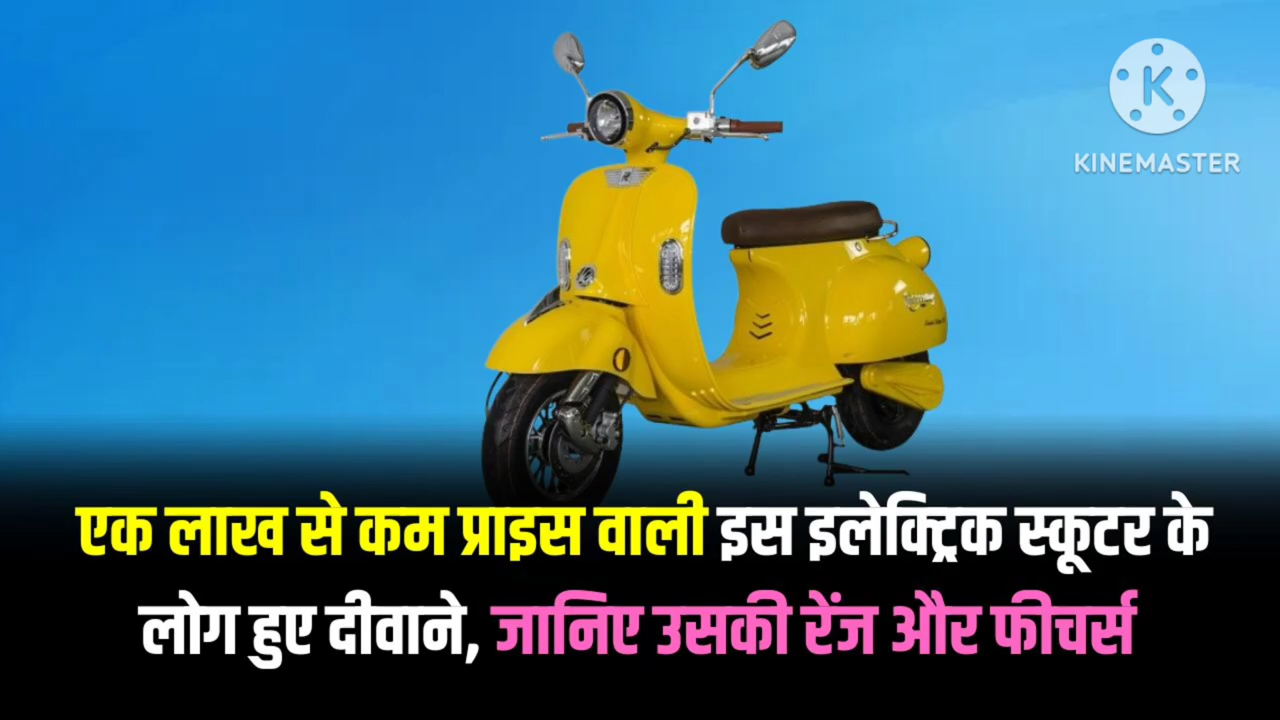 K
KINEMASTER
एक लाख से कम प्राइस वाली इस इलेक्ट्रिक स्कूटर के
लोग हुए दीवाने, जानिए उसकी रेंज और फीचर्स